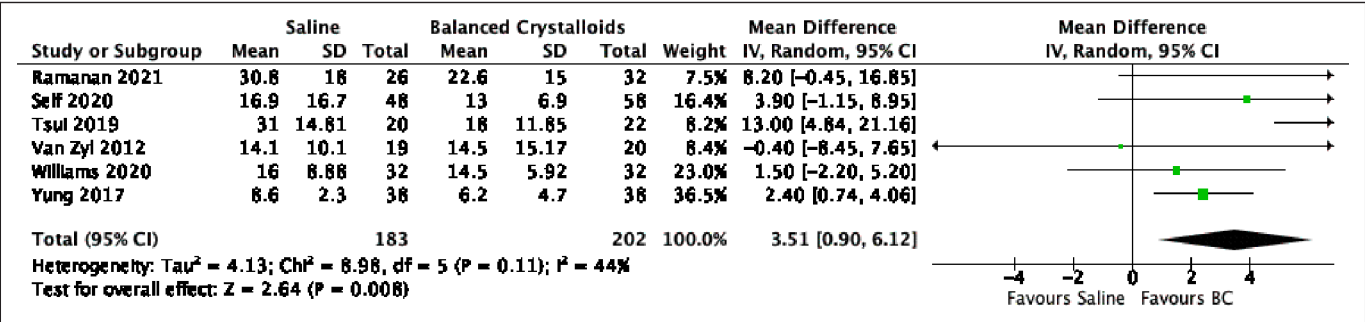 Saline Balanced Crystalloids Mean Difference Mean Difference
Study or Subgroup Mean SD Total Mean SD Total Weight IV, Random, 95% CI IV, Random, 95% CI
Ramanan 2021 30.8 18 26 22.6 15 32 7.5% 8.20 [−0.45, 16.85]
Self 2020 16.9 16.7 48 13 6.9 58 16.4% 3.90 [−1.15, 8.95]
Tsui 2019 31 14.81 20 18 11.85 22 8.2% 13.00 [4.84, 21.16]
Van Zyl 2012 14.1 10.1 19 14.5 15.17 20 8.4% −0.40 [−8.45, 7.65]
Williams 2020 16 8.88 32 14.5 5.92 32 23.0% 1.50 [−2.20, 5.20]
Yung 2017 8.6 2.3 38 6.2 4.7 38 36.5% 2.40 [0.74, 4.06]
Total (95% CI) 183 202 100.0% 3.51 [0.90, 6.12]
Heterogeneity: Tau² = 4.13; Chi² = 8.98, df = 5 (P = 0.11); I² = 44%
Test for overall effect: Z = 2.64 (P = 0.008)
−4 −2 0 2 4
Favours Saline Favours BC